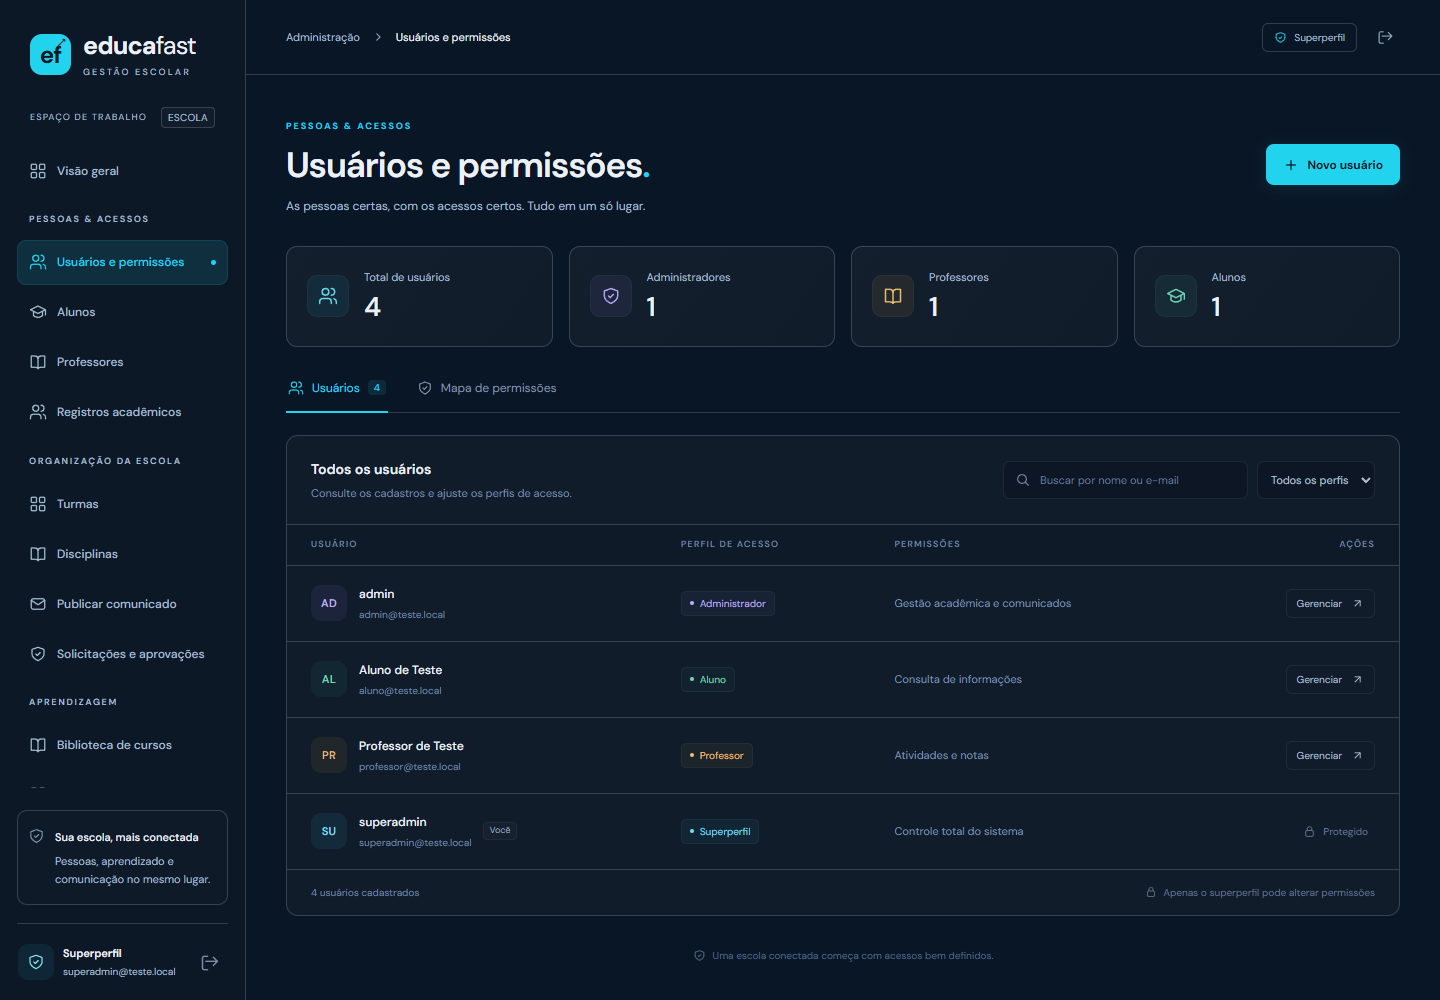 ef
educafast
GESTÃO ESCOLAR
ESPAÇO DE TRABALHO ESCOLA
Visão geral
PESSOAS & ACESSOS
Usuários e permissões
Alunos
Professores
Registros acadêmicos
ORGANIZAÇÃO DA ESCOLA
Turmas
Disciplinas
Publicar comunicado
Solicitações e aprovações
APRENDIZAGEM
Biblioteca de cursos
Sua escola, mais conectada
Pessoas, aprendizado e
comunicação no mesmo lugar.
Superperfil
superadmin@teste.local
Administração Usuários e permissões
Superperfil
PESSOAS & ACESSOS
Usuários e permissões.
As pessoas certas, com os acessos certos. Tudo em um só lugar.
Novo usuário
Total de usuários
4
Administradores
1
Professores
1
Alunos
1
Usuários 4 Mapa de permissões
Todos os usuários
Consulte os cadastros e ajuste os perfis de acesso.
Buscar por nome ou e-mail
Todos os perfis
USUÁRIO PERFIL DE ACESSO PERMISSÕES AÇÕES
AD
admin
admin@teste.local
Administrador
Gestão acadêmica e comunicados
Gerenciar
AL
Aluno de Teste
aluno@teste.local
Aluno
Consulta de informações
Gerenciar
PR
Professor de Teste
professor@teste.local
Professor
Atividades e notas
Gerenciar
SU
superadmin
superadmin@teste.local
Você
Superperfil
Controle total do sistema
Protegido
4 usuários cadastrados
Apenas o superperfil pode alterar permissões
Uma escola conectada começa com acessos bem definidos.